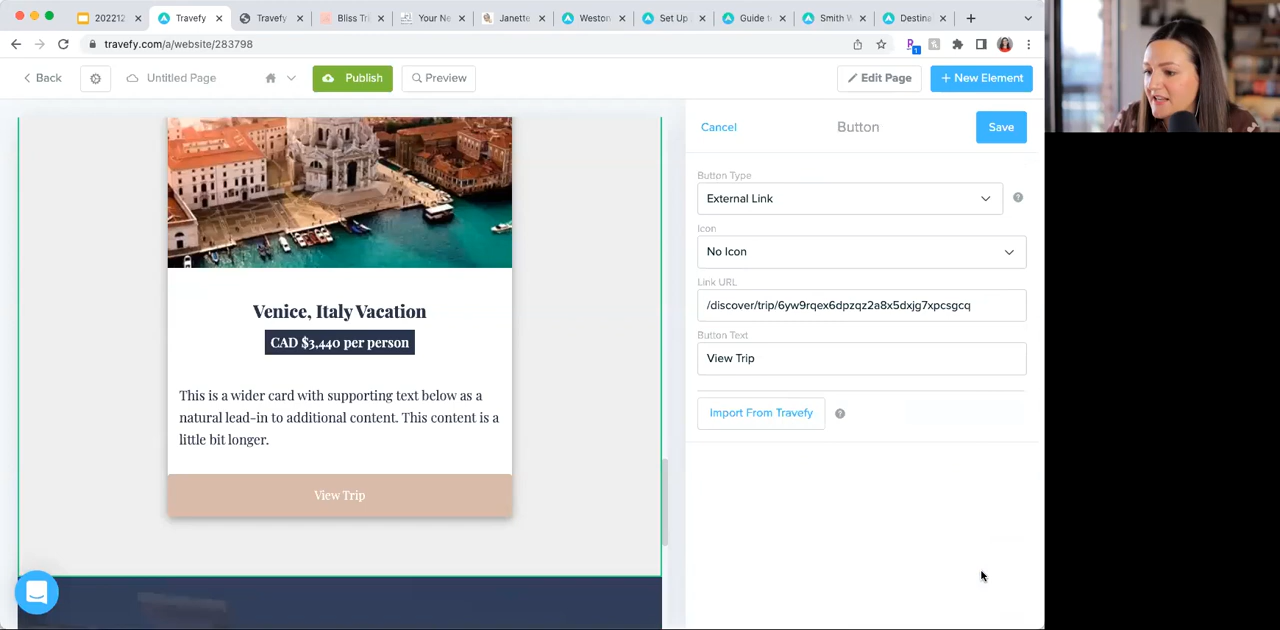 202212
Travefy
Travefy
Bliss Tri
Your Ne
Janette
Weston
Set Up
Guide t
Smith W
Destina
travefy.com/a/website/283798
Back
Untitled Page
Publish
Preview
Edit Page
+ New Element
Cancel
Button
Save
Button Type
External Link
Icon
No Icon
Link URL
/discover/trip/6yw9rqex6dpzqz2a8x5dxjg7xpcsgcq
Button Text
View Trip
Import From Travefy
Venice, Italy Vacation
CAD $3,440 per person
This is a wider card with supporting text below as a
natural lead-in to additional content. This content is a
little bit longer.
View Trip